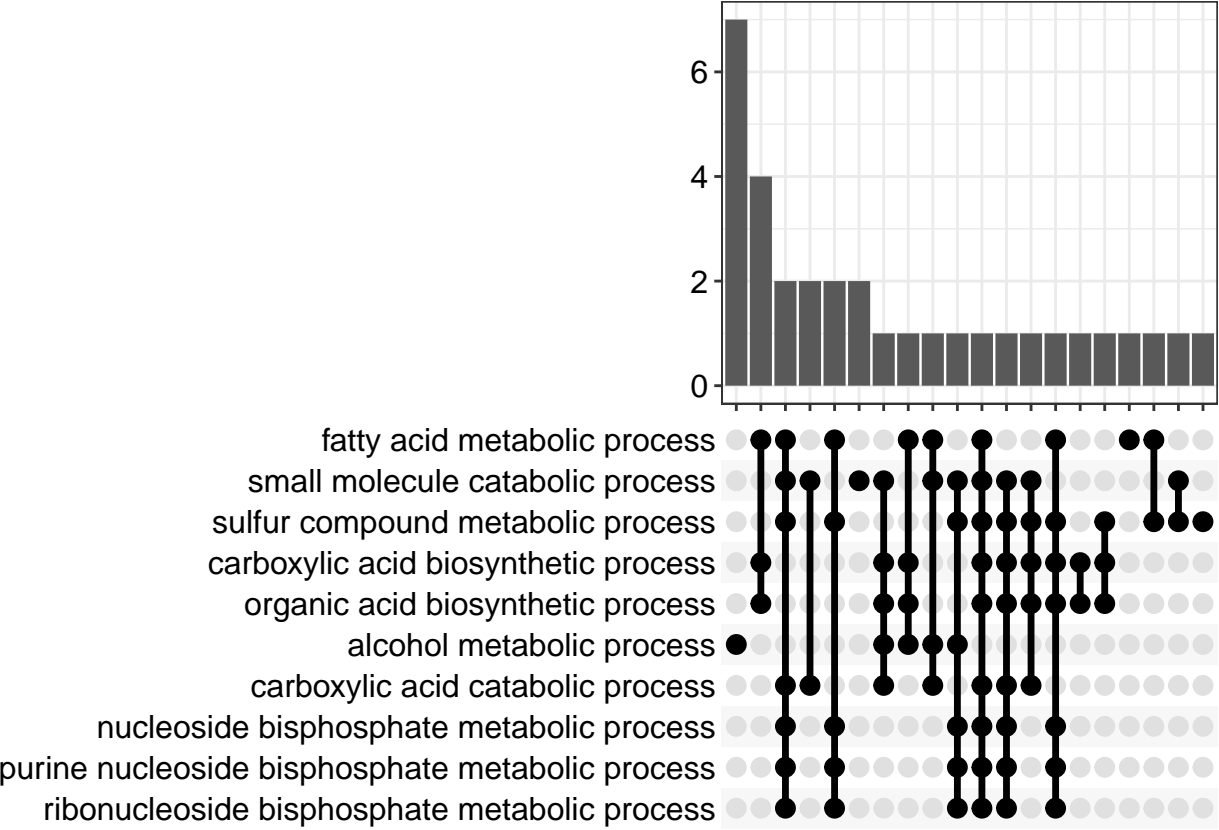 6
4
2
0
fatty acid metabolic process
small molecule catabolic process
sulfur compound metabolic process
carboxylic acid biosynthetic process
organic acid biosynthetic process
alcohol metabolic process
carboxylic acid catabolic process
nucleoside bisphosphate metabolic process
purine nucleoside bisphosphate metabolic process
ribonucleoside bisphosphate metabolic process